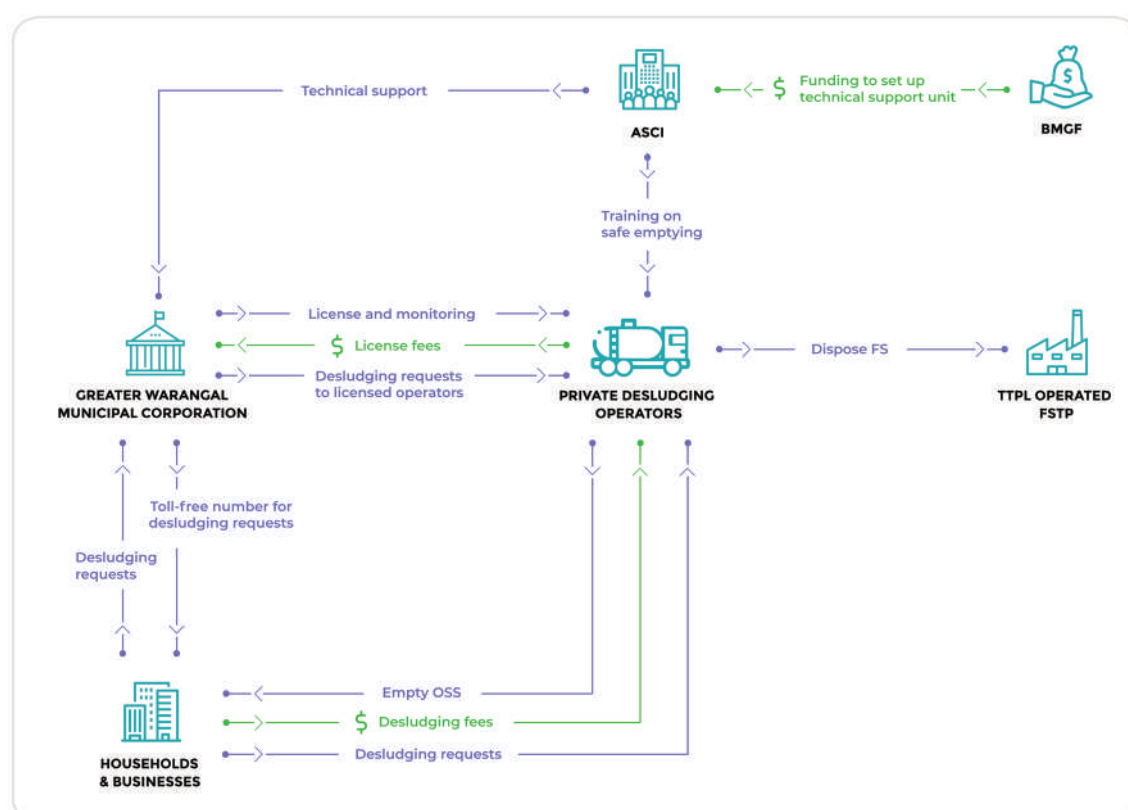 Technical support
$ Funding to set up
technical support unit
$
ASCI
BMGF
Training on
safe emptying
License and monitoring
$ License fees
Desludging requests
to licensed operators
Dispose FS
GREATER WARANGAL
MUNICIPAL CORPORATION
PRIVATE DESLUDGING
OPERATORS
TTPL OPERATED
FSTP
Toll-free number for
desludging requests
Desludging
requests
Empty OSS
$ Desludging fees
Desludging requests
HOUSEHOLDS
& BUSINESSES